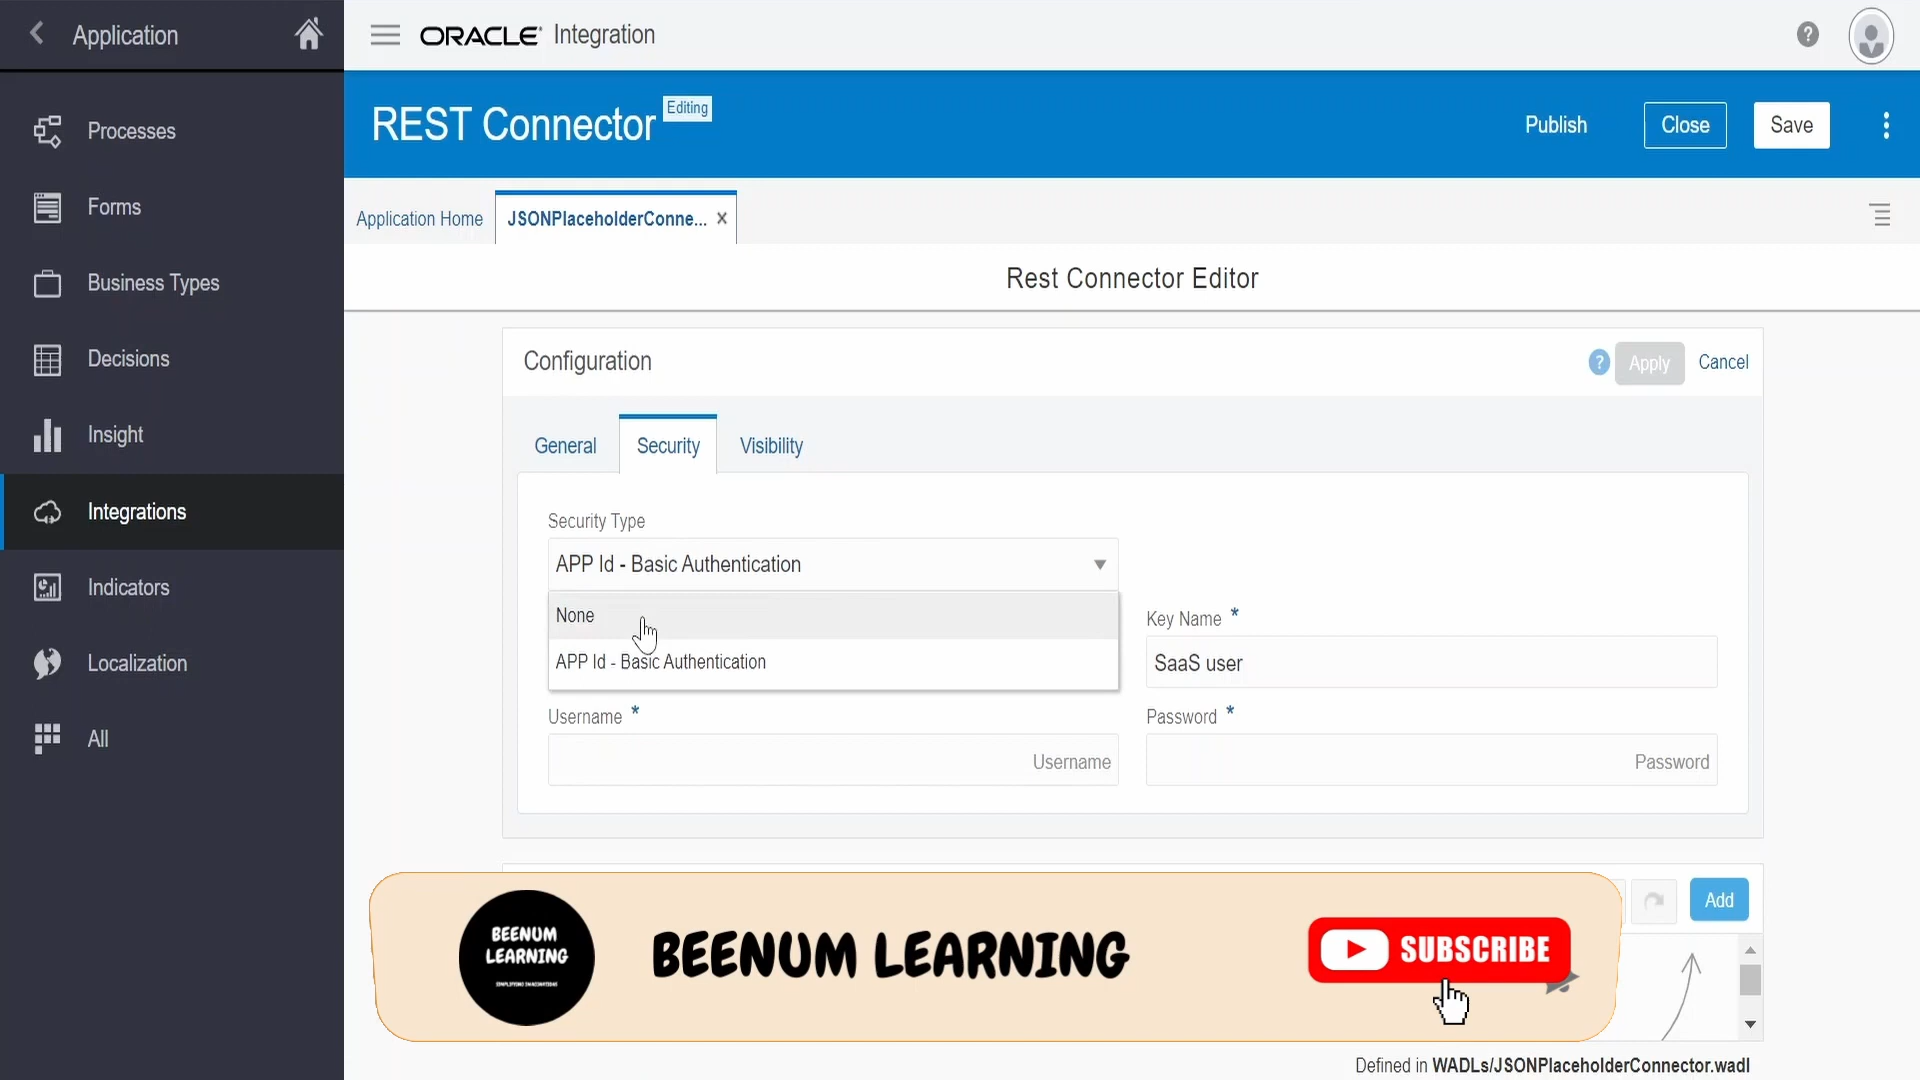 Application
ORACLE Integration
REST Connector Editing
Publish
Close
Save
Processes
Forms
Business Types
Decisions
Insight
Integrations
Indicators
Localization
All
Application Home
JSONPlaceholderConne... ×
Rest Connector Editor
Configuration
? Apply Cancel
General
Security
Visibility
Security Type
APP Id - Basic Authentication
None
APP Id - Basic Authentication
Key Name *
SaaS user
Username *
Username
Password *
Password
Add
BEENUM
LEARNING
SIMPLIFYING IMAGINATIONS
BEENUM LEARNING
SUBSCRIBE
Defined in WADLs/JSONPlaceholderConnector.wadl